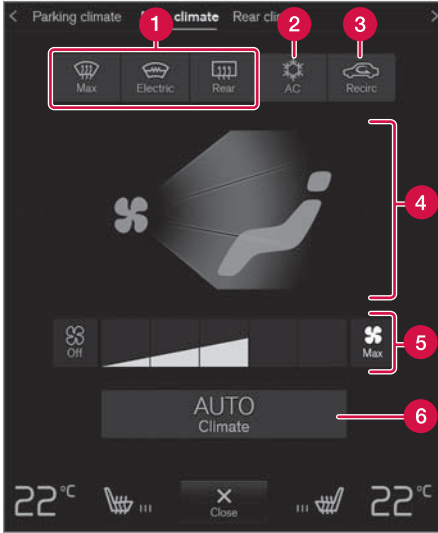 < Parking climate climate Rear >
1 2 3
Max Electric Rear AC Recirc
4
Off Max
5
AUTO
Climate
6
22°C 22°C
Close